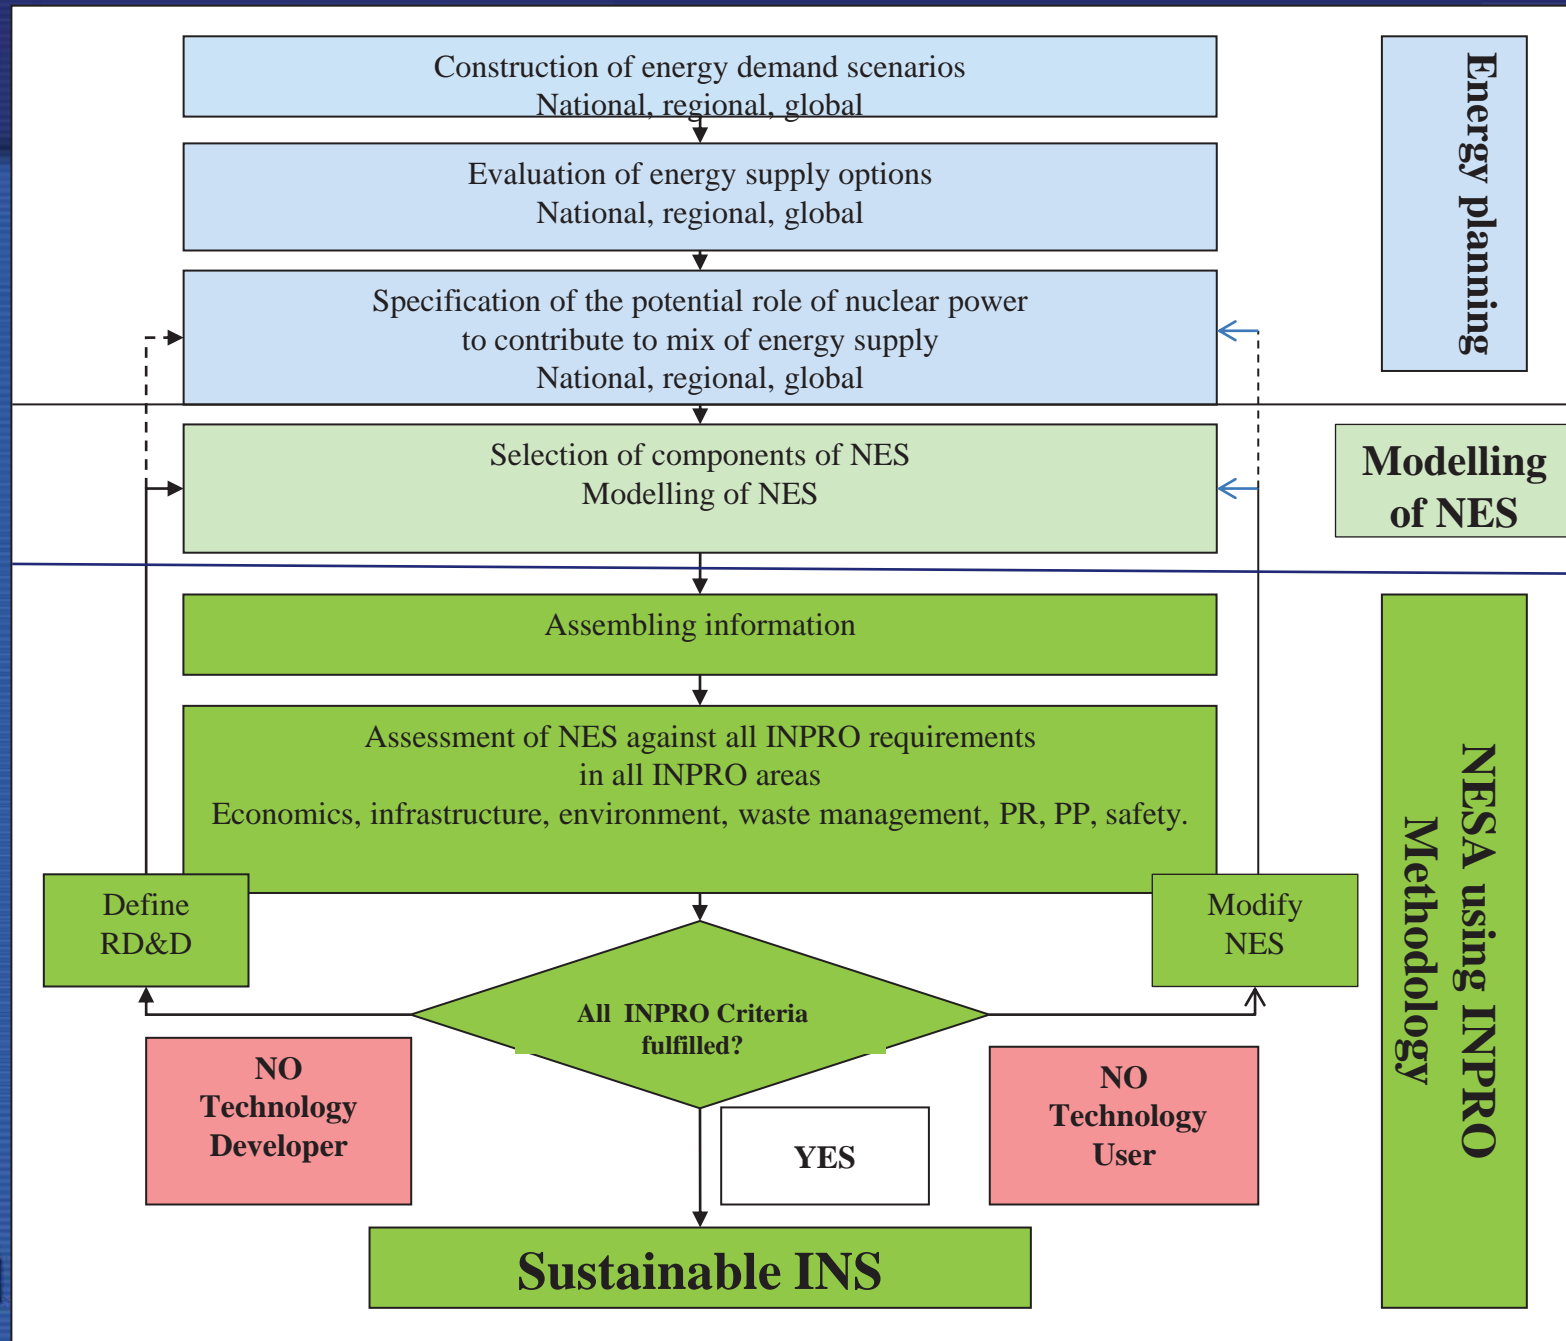 Construction of energy demand scenarios
National, regional, global
Energy planning
Evaluation of energy supply options
National, regional, global
Specification of the potential role of nuclear power
to contribute to mix of energy supply
National, regional, global
Selection of components of NES
Modelling of NES
Modelling
of NES
Assembling information
Assessment of NES against all INPRO requirements
in all INPRO areas
Economics, infrastructure, environment, waste management, PR, PP, safety.
NESA using INPRO
Methodology
Define
RD&D
Modify
NES
All INPRO Criteria
fulfilled?
NO
Technology
Developer
YES
NO
Technology
User
Sustainable INS